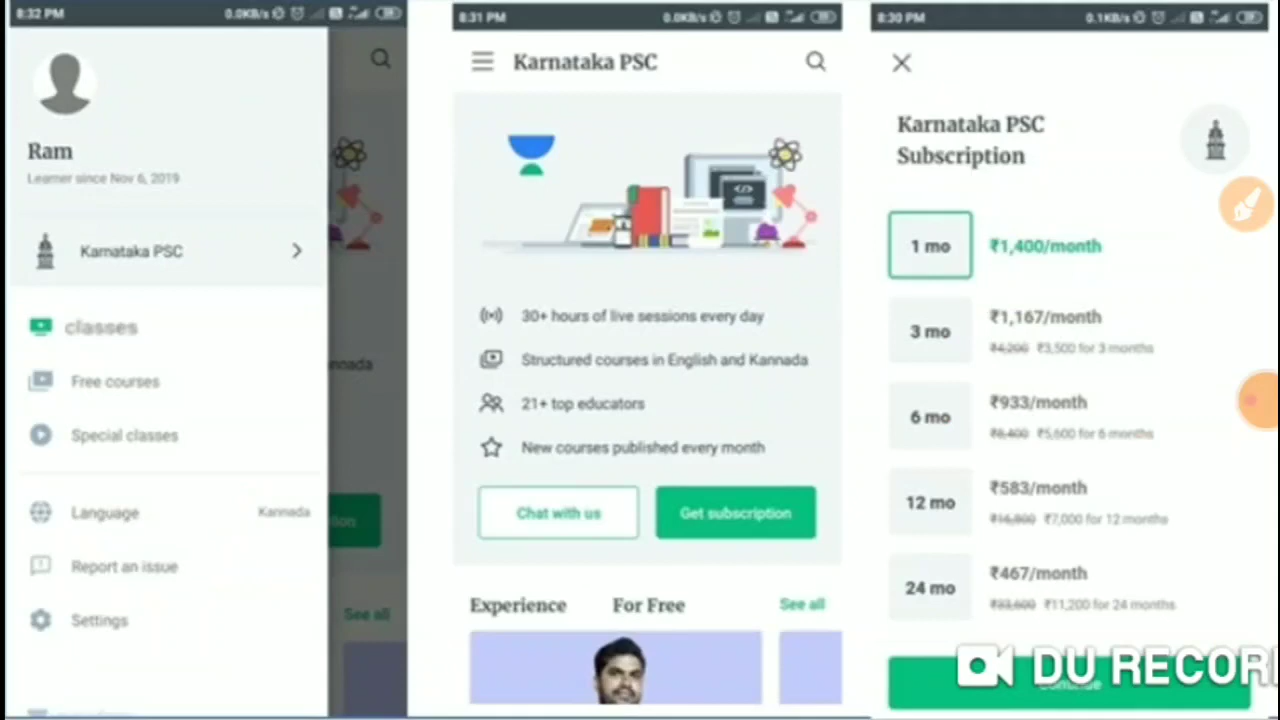 8:32 PM 0.0KB/s
Ram
Learner since Nov 6, 2019
Karnataka PSC
classes
Free courses
Special classes
Language Kannada
Report an issue
Settings
See all
8:31 PM 0.0KB/s
Karnataka PSC
30+ hours of live sessions every day
Structured courses in English and Kannada
21+ top educators
New courses published every month
Chat with us Get subscription
Experience For Free See all
8:30 PM 0.1KB/s
Karnataka PSC
Subscription
1 mo ₹1,400/month
3 mo ₹1,167/month
₹4,200 ₹3,500 for 3 months
6 mo ₹933/month
₹8,400 ₹5,600 for 6 months
12 mo ₹583/month
₹16,800 ₹7,000 for 12 months
24 mo ₹467/month
₹33,600 ₹11,200 for 24 months
Continue
DU RECOR